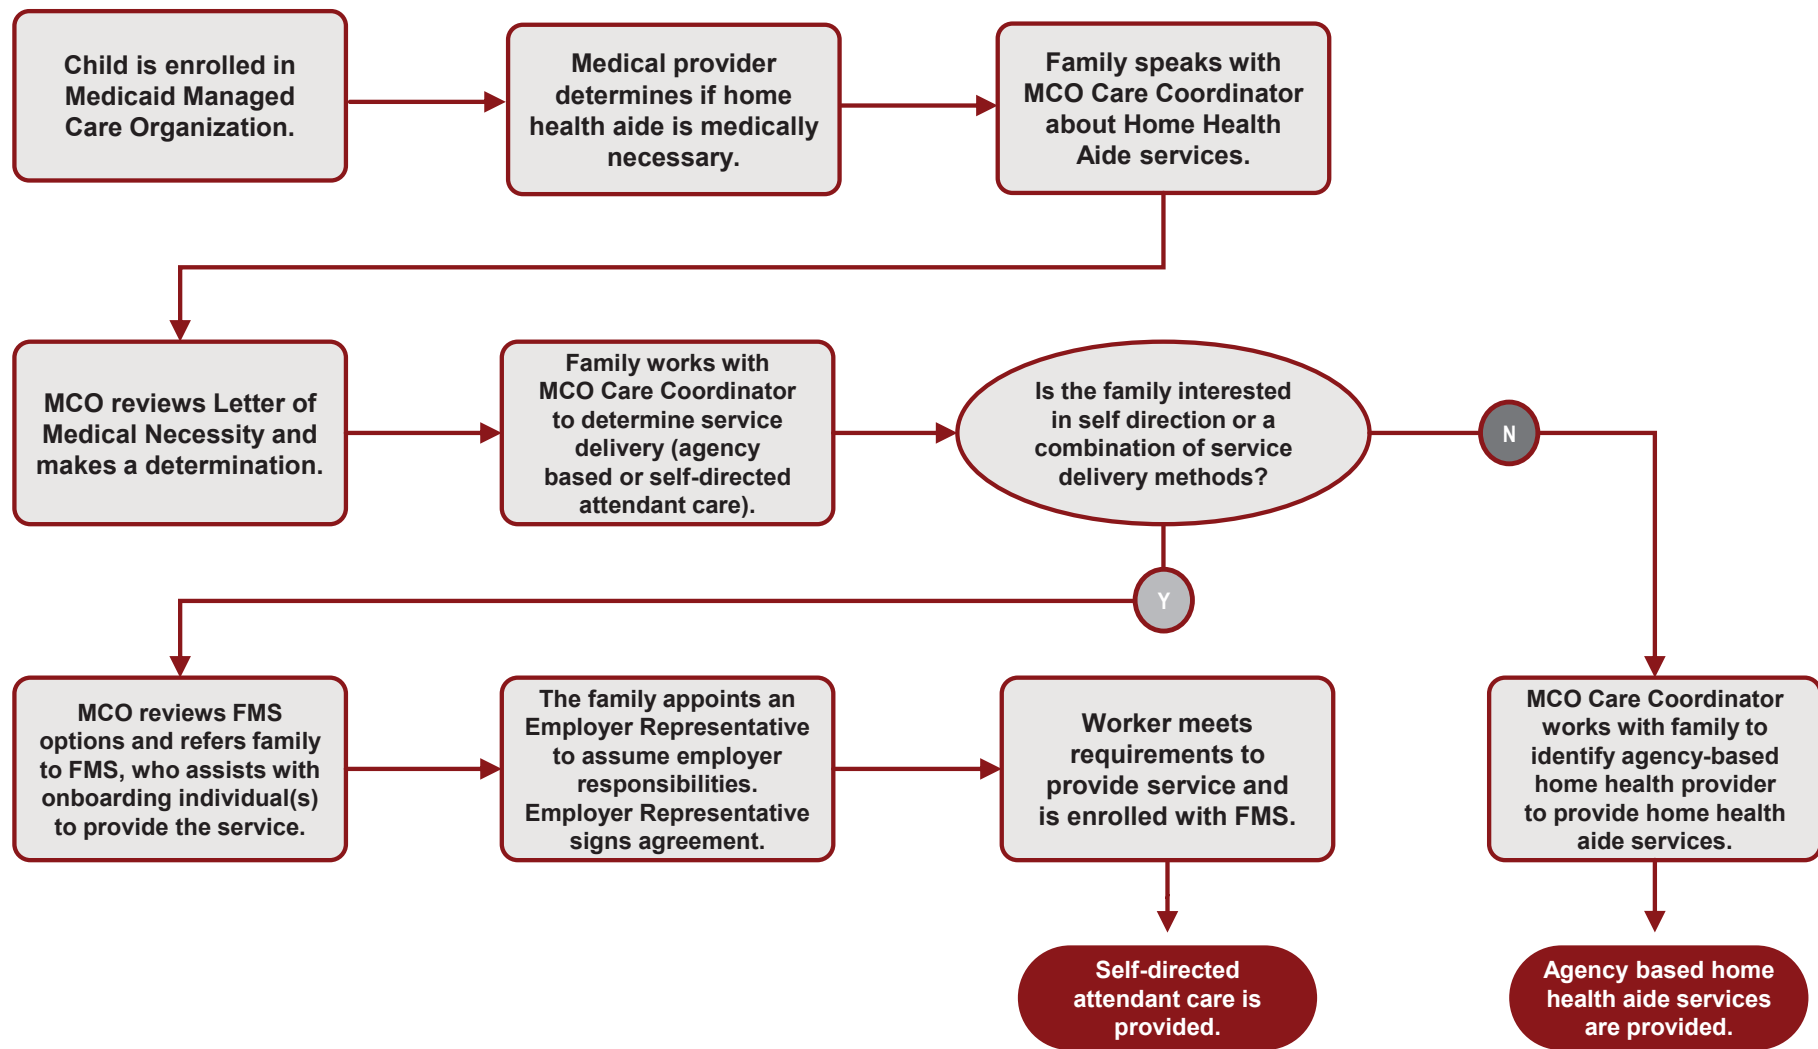 Child is enrolled in
Medicaid Managed
Care Organization.
Medical provider
determines if home
health aide is medically
necessary.
Family speaks with
MCO Care Coordinator
about Home Health
Aide services.
MCO reviews Letter of
Medical Necessity and
makes a determination.
Family works with
MCO Care Coordinator
to determine service
delivery (agency
based or self-directed
attendant care).
Is the family interested
in self direction or a
combination of service
delivery methods?
N
Y
MCO reviews FMS
options and refers family
to FMS, who assists with
onboarding individual(s)
to provide the service.
The family appoints an
Employer Representative
to assume employer
responsibilities.
Employer Representative
signs agreement.
Worker meets
requirements to
provide service and
is enrolled with FMS.
MCO Care Coordinator
works with family to
identify agency-based
home health provider
to provide home health
aide services.
Self-directed
attendant care is
provided.
Agency based home
health aide services
are provided.